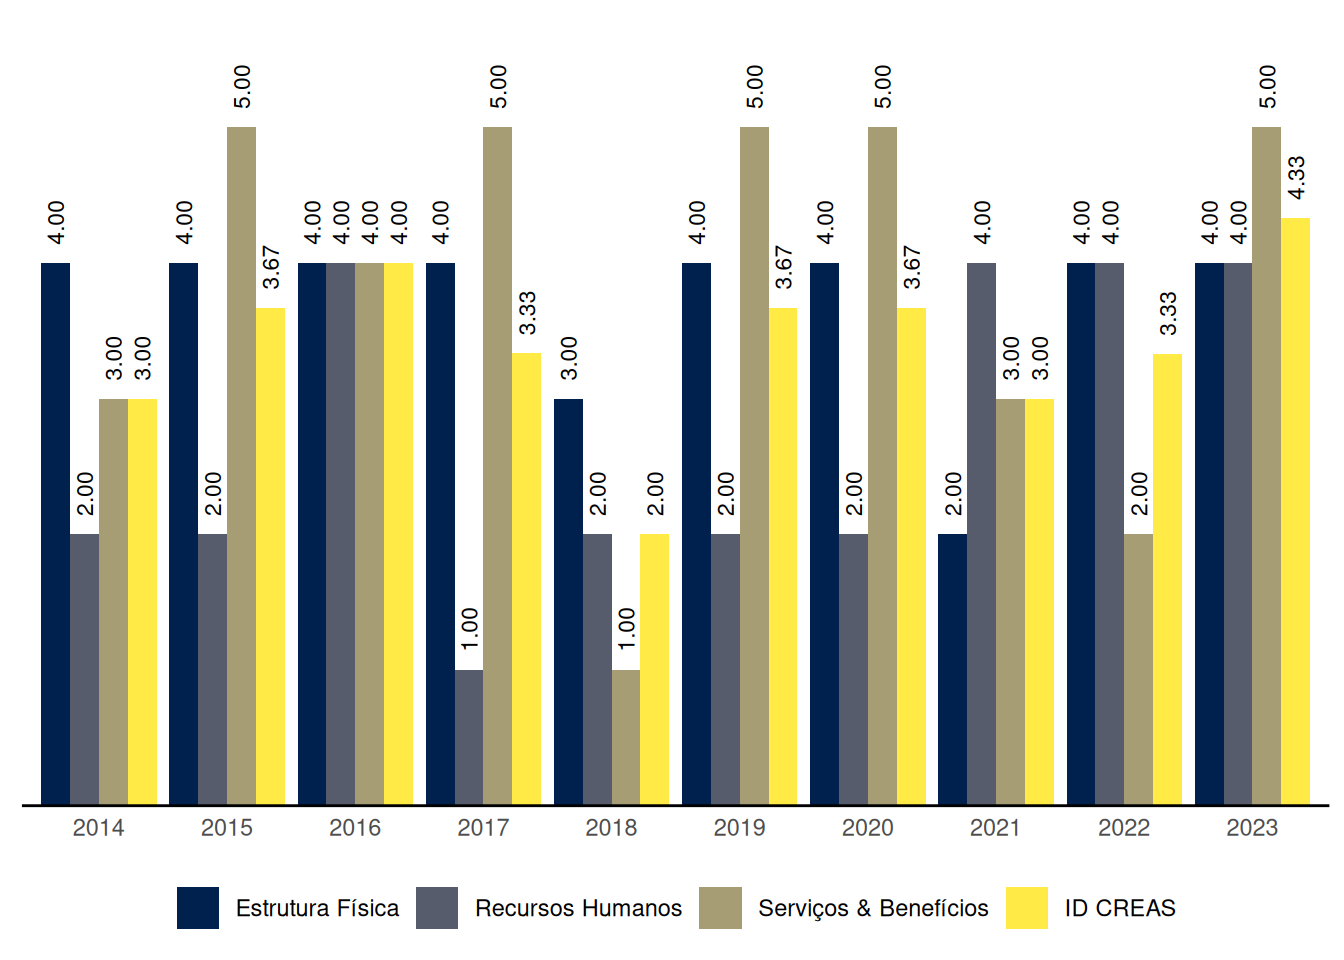 4.00 2.00 3.00 3.00
4.00 2.00 5.00 3.67
4.00 4.00 4.00 4.00
4.00 1.00 5.00 3.33
3.00 2.00 1.00 2.00
4.00 2.00 5.00 3.67
4.00 2.00 5.00 3.67
2.00 4.00 3.00 3.00
4.00 4.00 2.00 3.33
4.00 4.00 5.00 4.33
2014 2015 2016 2017 2018 2019 2020 2021 2022 2023
Estrutura Física Recursos Humanos Serviços & Benefícios ID CREAS